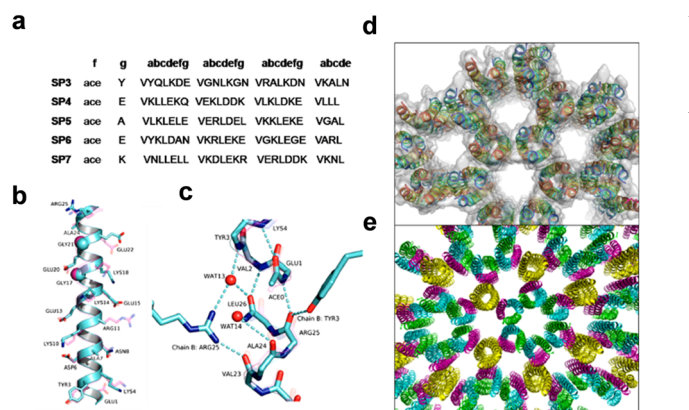 a
f g abcdefg abcdefg abcdefg abcde
SP3 ace Y VYQLKDE VGNLKGN VRALKDN VKALN
SP4 ace E VKLLEKQ VEKLDDK VLKLDKE VLLL
SP5 ace A VLKLELE VERLDEL VKKLEKE VGAL
SP6 ace E VYKLDAN VKRLEKE VGKLEGE VARL
SP7 ace K VNLLELL VKDLEKR VERLDDK VKNL
b
ARG25
ALA24
GLY21
GLU22
GLU20
LYS18
GLY17
LYS14
GLU15
GLU13
ARG11
LYS10
ASN8
ALA7
ASP6
TYR3
LYS4
GLU1
c
LYS4
TYR3
GLU1
VAL2
WAT13
ACE0
LEU26
Chain B: TYR3
WAT14
ARG25
Chain B: ARG25
ALA24
VAL23
d
e